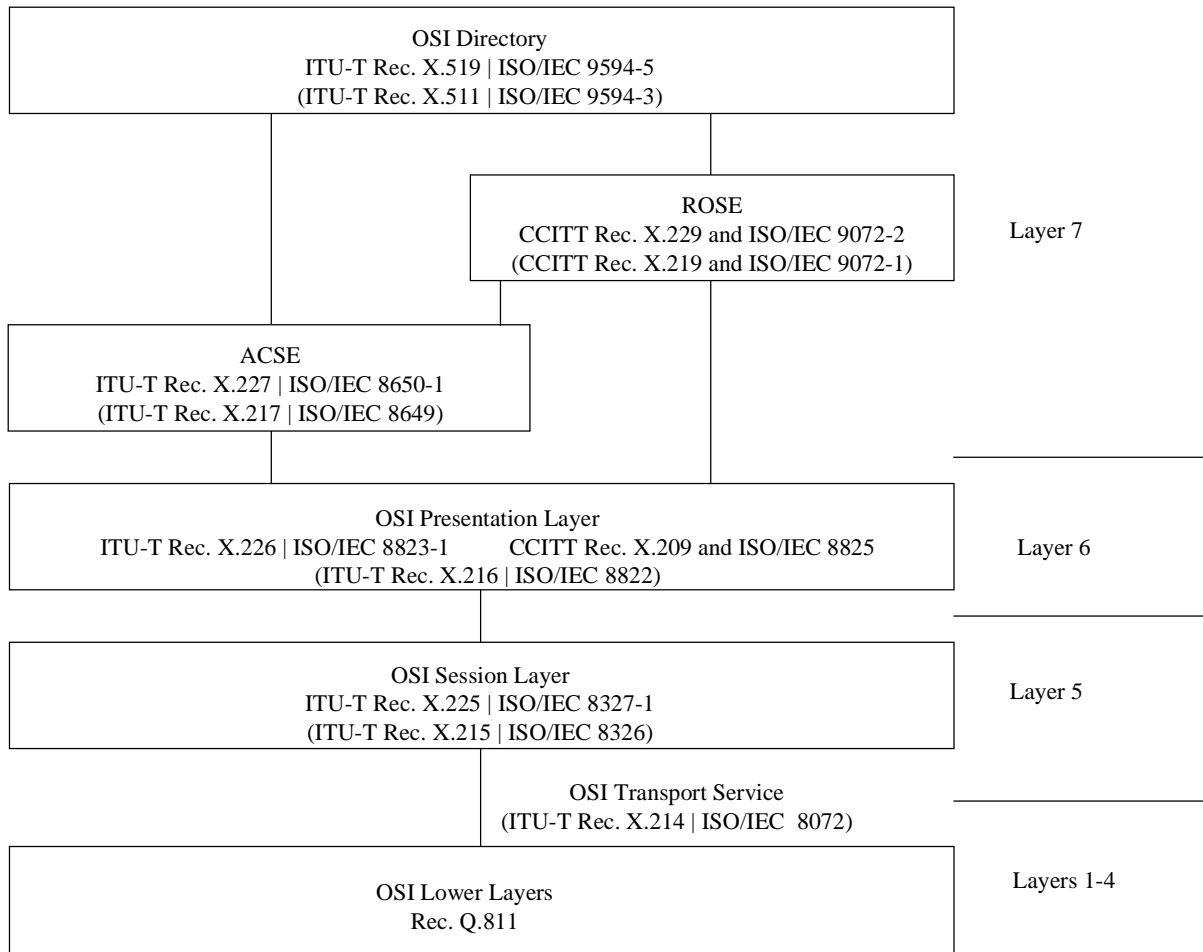 OSI Directory
ITU-T Rec. X.519 | ISO/IEC 9594-5
(ITU-T Rec. X.511 | ISO/IEC 9594-3)
ROSE
CCITT Rec. X.229 and ISO/IEC 9072-2
(CCITT Rec. X.219 and ISO/IEC 9072-1)
Layer 7
ACSE
ITU-T Rec. X.227 | ISO/IEC 8650-1
(ITU-T Rec. X.217 | ISO/IEC 8649)
OSI Presentation Layer
ITU-T Rec. X.226 | ISO/IEC 8823-1 CCITT Rec. X.209 and ISO/IEC 8825
(ITU-T Rec. X.216 | ISO/IEC 8822)
Layer 6
OSI Session Layer
ITU-T Rec. X.225 | ISO/IEC 8327-1
(ITU-T Rec. X.215 | ISO/IEC 8326)
Layer 5
OSI Transport Service
(ITU-T Rec. X.214 | ISO/IEC 8072)
OSI Lower Layers
Rec. Q.811
Layers 1-4